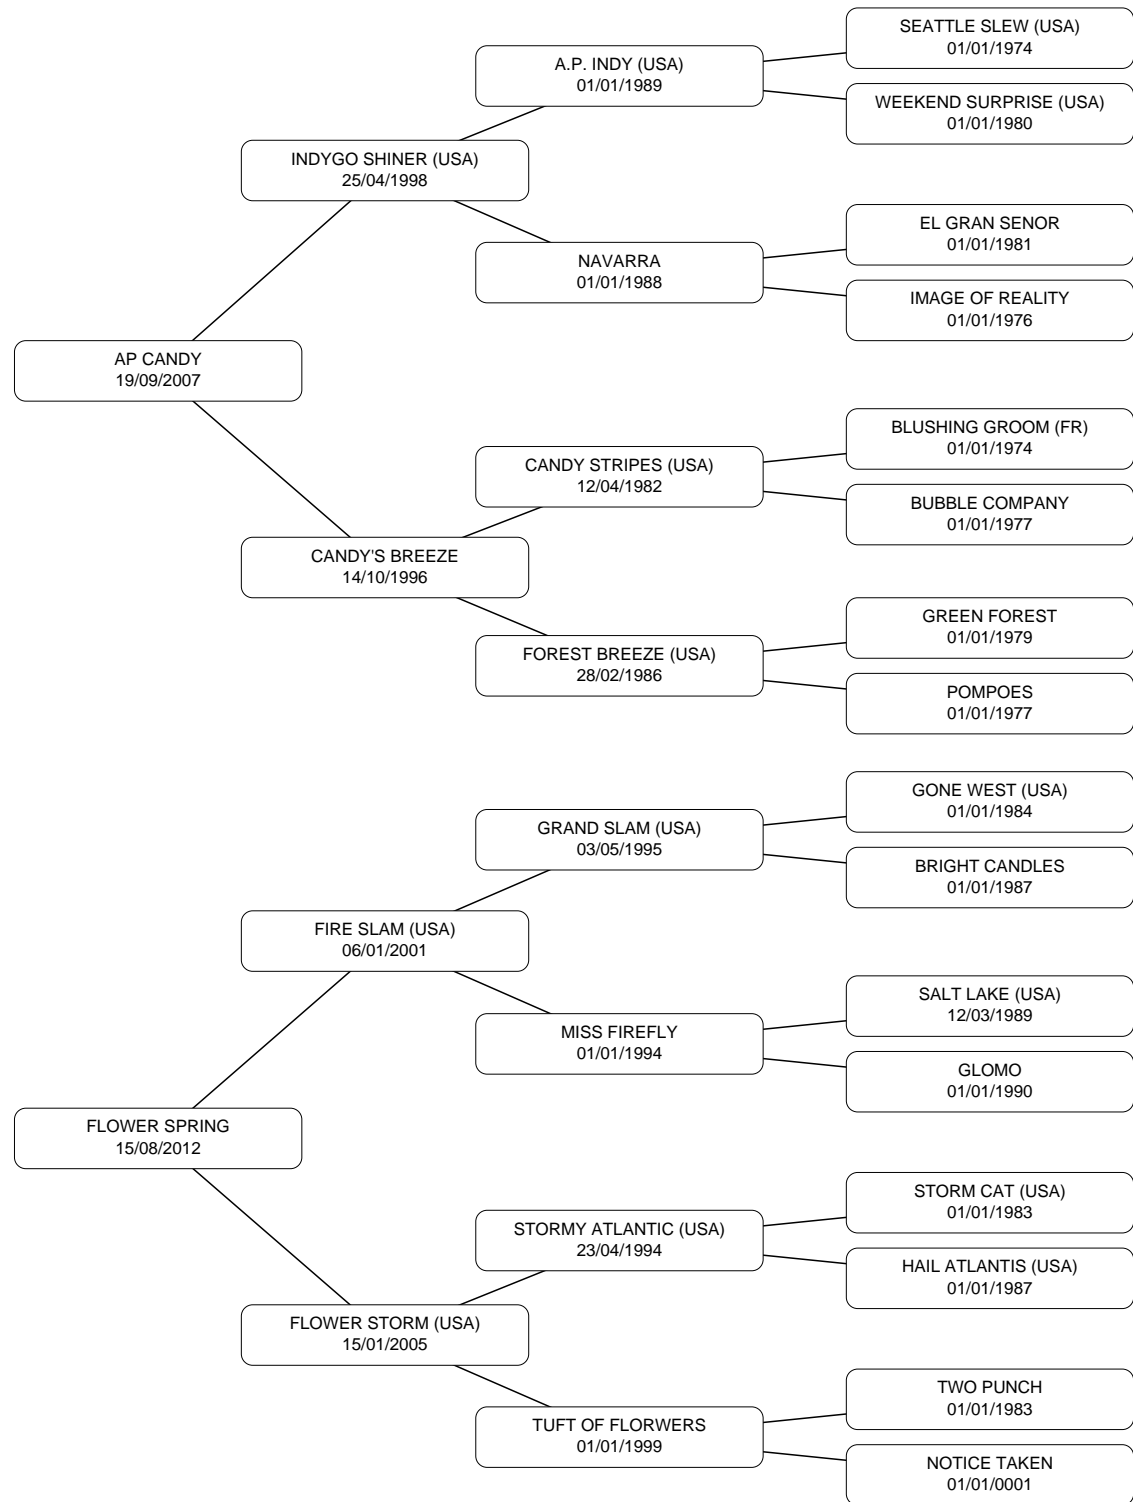 SEATTLE SLEW (USA)
01/01/1974
A.P. INDY (USA)
01/01/1989
WEEKEND SURPRISE (USA)
01/01/1980
INDYGO SHINER (USA)
25/04/1998
EL GRAN SENOR
01/01/1981
NAVARRA
01/01/1988
IMAGE OF REALITY
01/01/1976
AP CANDY
19/09/2007
BLUSHING GROOM (FR)
01/01/1974
CANDY STRIPES (USA)
12/04/1982
BUBBLE COMPANY
01/01/1977
CANDY'S BREEZE
14/10/1996
GREEN FOREST
01/01/1979
FOREST BREEZE (USA)
28/02/1986
POMPOES
01/01/1977
GONE WEST (USA)
01/01/1984
GRAND SLAM (USA)
03/05/1995
BRIGHT CANDLES
01/01/1987
FIRE SLAM (USA)
06/01/2001
SALT LAKE (USA)
12/03/1989
MISS FIREFLY
01/01/1994
GLOMO
01/01/1990
FLOWER SPRING
15/08/2012
STORM CAT (USA)
01/01/1983
STORMY ATLANTIC (USA)
23/04/1994
HAIL ATLANTIS (USA)
01/01/1987
FLOWER STORM (USA)
15/01/2005
TWO PUNCH
01/01/1983
TUFT OF FLORWERS
01/01/1999
NOTICE TAKEN
01/01/0001